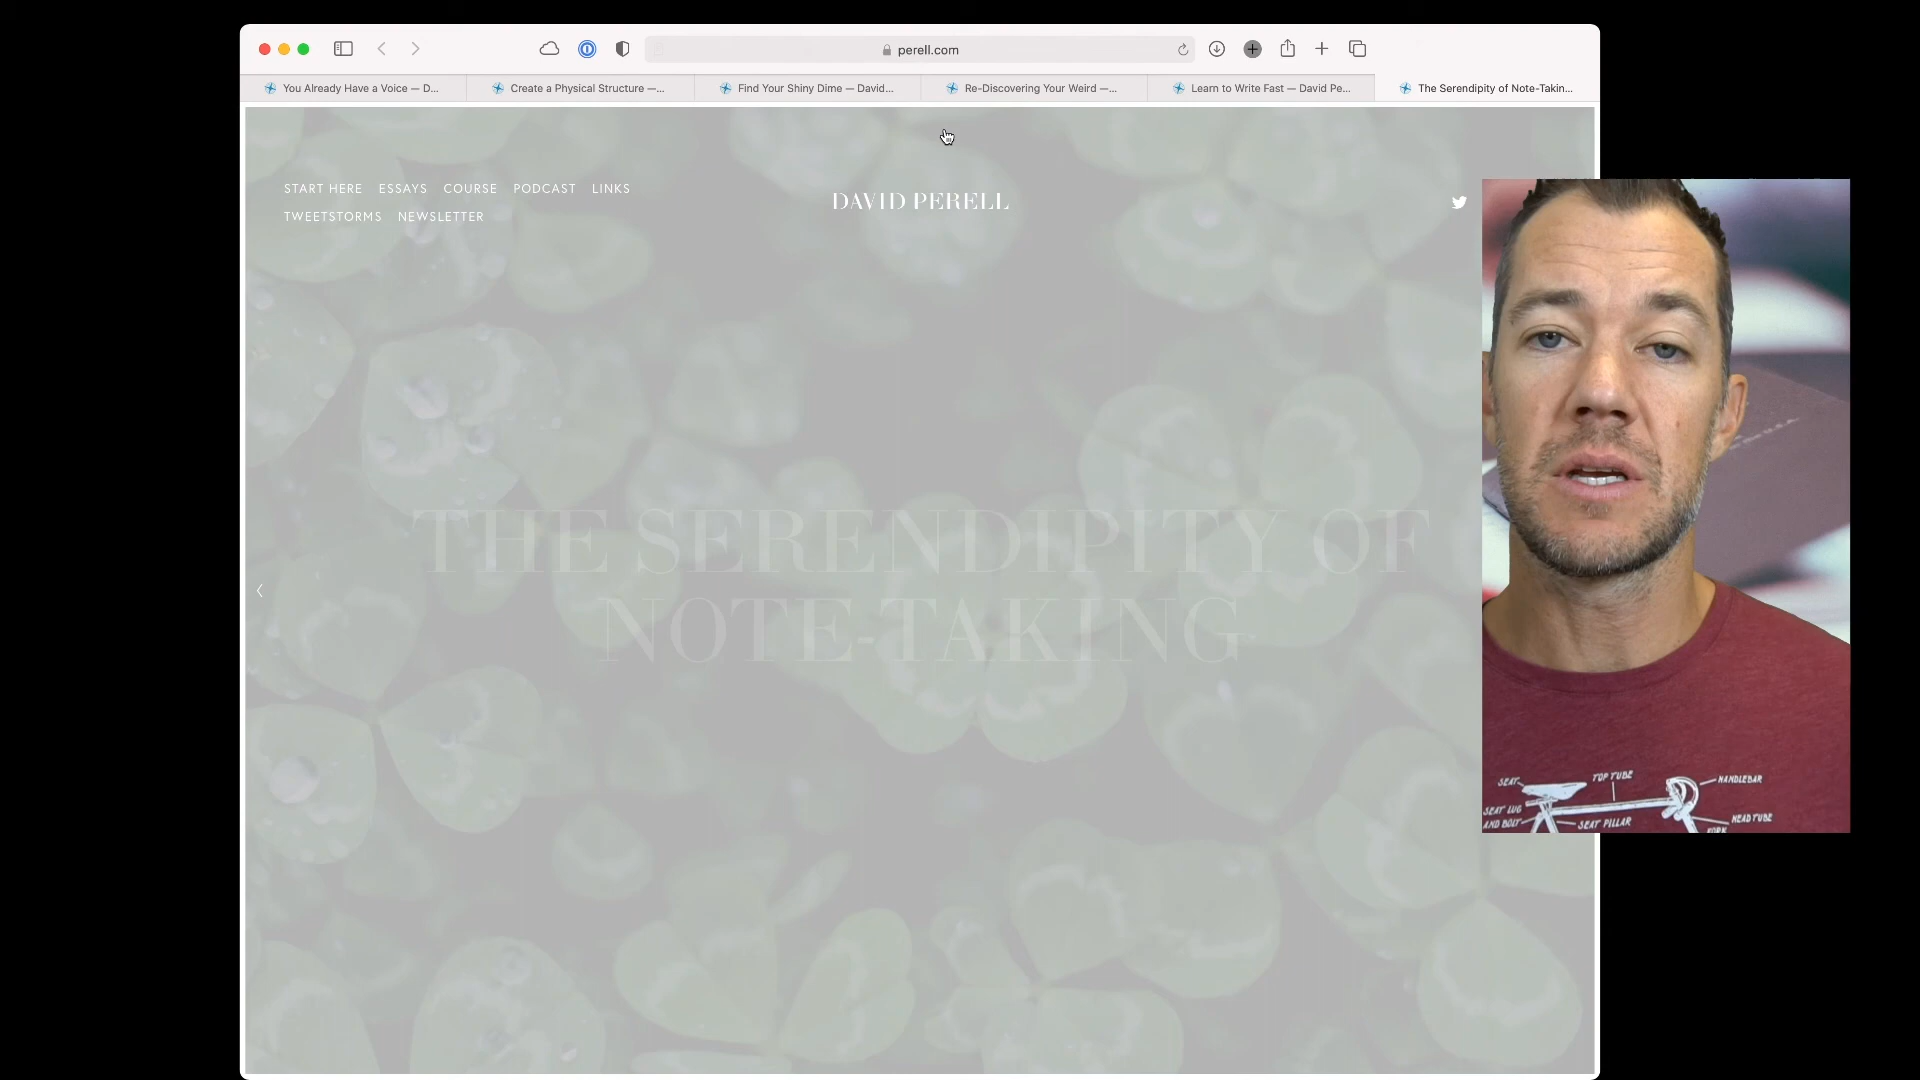 perell.com
You Already Have a Voice — D...
Create a Physical Structure —...
Find Your Shiny Dime — David...
Re-Discovering Your Weird —...
Learn to Write Fast — David Pe...
The Serendipity of Note-Takin...
START HERE ESSAYS COURSE PODCAST LINKS
TWEETSTORMS NEWSLETTER
DAVID PERELL
THE SERENDIPITY OF
NOTE-TAKING
SEAT
TOP TUBE
HANDLEBAR
SEAT LUG
AND BOLT
SEAT PILLAR
HEAD TUBE
FORK